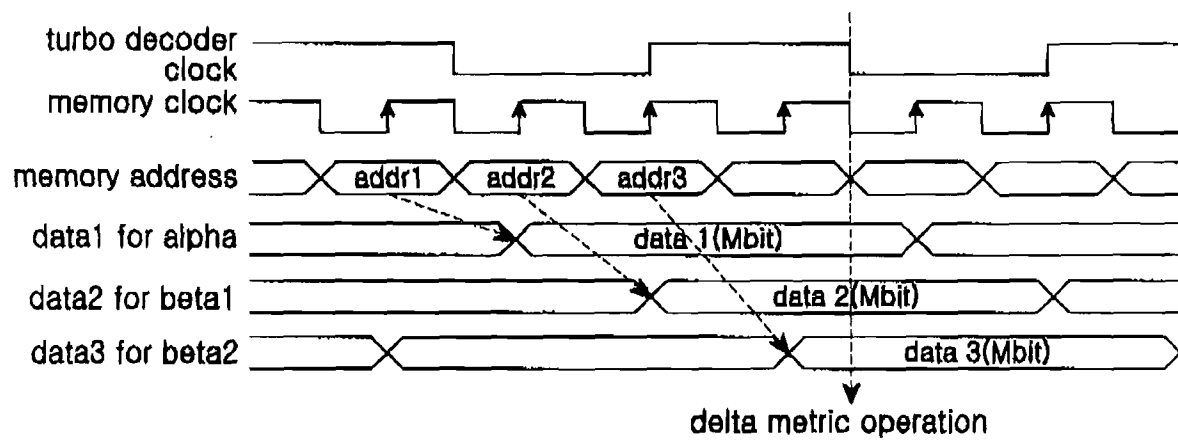 turbo decoder
clock
memory clock
memory address
addr1 addr2 addr3
data1 for alpha
data 1(Mbit)
data2 for beta1
data 2(Mbit)
data3 for beta2
data 3(Mbit)
delta metric operation